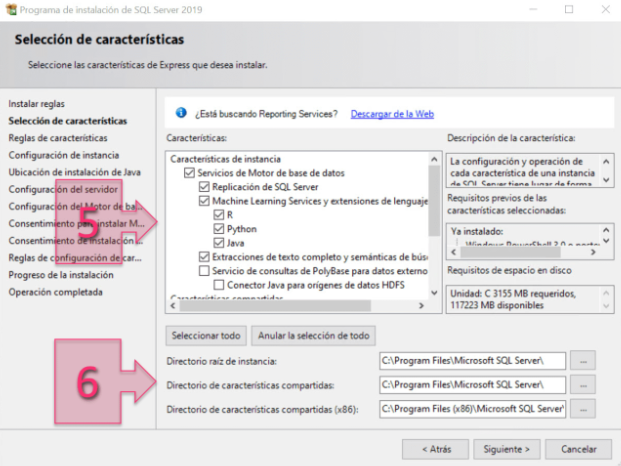 Programa de instalación de SQL Server 2019
Selección de características
Seleccione las características de Express que desea instalar.
Instalar reglas
Selección de características
Reglas de características
Configuración de instancia
Ubicación de instalación de Java
Configuración del servidor
Configuración del Motor de ba...
Consentimiento para instalar M...
Consentimiento de instalación ...
Reglas de configuración de car...
Progreso de la instalación
Operación completada
5
6
¿Está buscando Reporting Services? Descargar de la Web
Características:
Características de instancia
Servicios de Motor de base de datos
Replicación de SQL Server
Machine Learning Services y extensiones de lenguaje
R
Python
Java
Extracciones de texto completo y semánticas de bús
Servicio de consultas de PolyBase para datos externo
Conector Java para orígenes de datos HDFS
Características compartidas
Descripción de la característica:
La configuración y operación de
cada característica de una instancia
de SQL Server tiene lugar de forma
Requisitos previos de las
características seleccionadas:
Ya instalado:
Windows PowerShell 3.0 o
Requisitos de espacio en disco
Unidad: C 3155 MB requeridos,
117223 MB disponibles
Seleccionar todo
Anular la selección de todo
Directorio raíz de instancia: C:\Program Files\Microsoft SQL Server\ ...
Directorio de características compartidas: C:\Program Files\Microsoft SQL Server\ ...
Directorio de características compartidas (x86): C:\Program Files (x86)\Microsoft SQL Server\ ...
< Atrás
Siguiente >
Cancelar